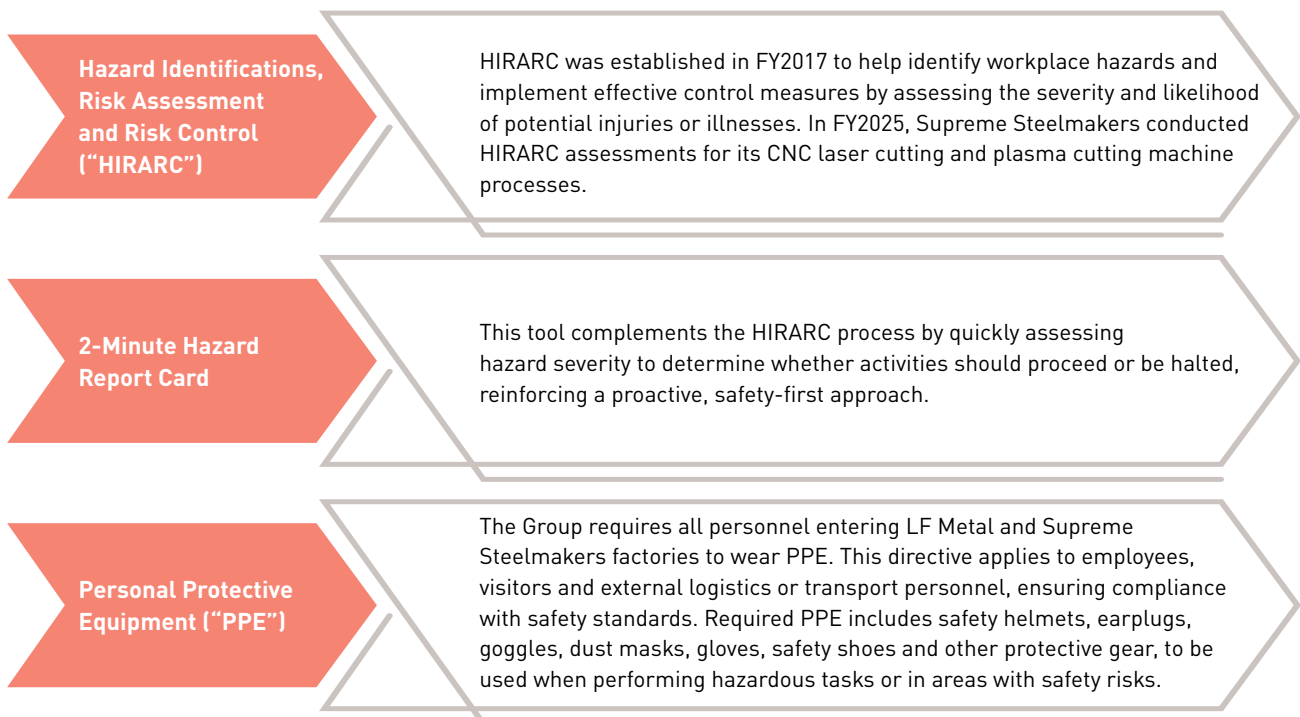 Hazard Identifications,
Risk Assessment
and Risk Control
(“HIRARC”)
HIRARC was established in FY2017 to help identify workplace hazards and
implement effective control measures by assessing the severity and likelihood
of potential injuries or illnesses. In FY2025, Supreme Steelmakers conducted
HIRARC assessments for its CNC laser cutting and plasma cutting machine
processes.
2-Minute Hazard
Report Card
This tool complements the HIRARC process by quickly assessing
hazard severity to determine whether activities should proceed or be halted,
reinforcing a proactive, safety-first approach.
Personal Protective
Equipment (“PPE”)
The Group requires all personnel entering LF Metal and Supreme
Steelmakers factories to wear PPE. This directive applies to employees,
visitors and external logistics or transport personnel, ensuring compliance
with safety standards. Required PPE includes safety helmets, earplugs,
goggles, dust masks, gloves, safety shoes and other protective gear, to be
used when performing hazardous tasks or in areas with safety risks.